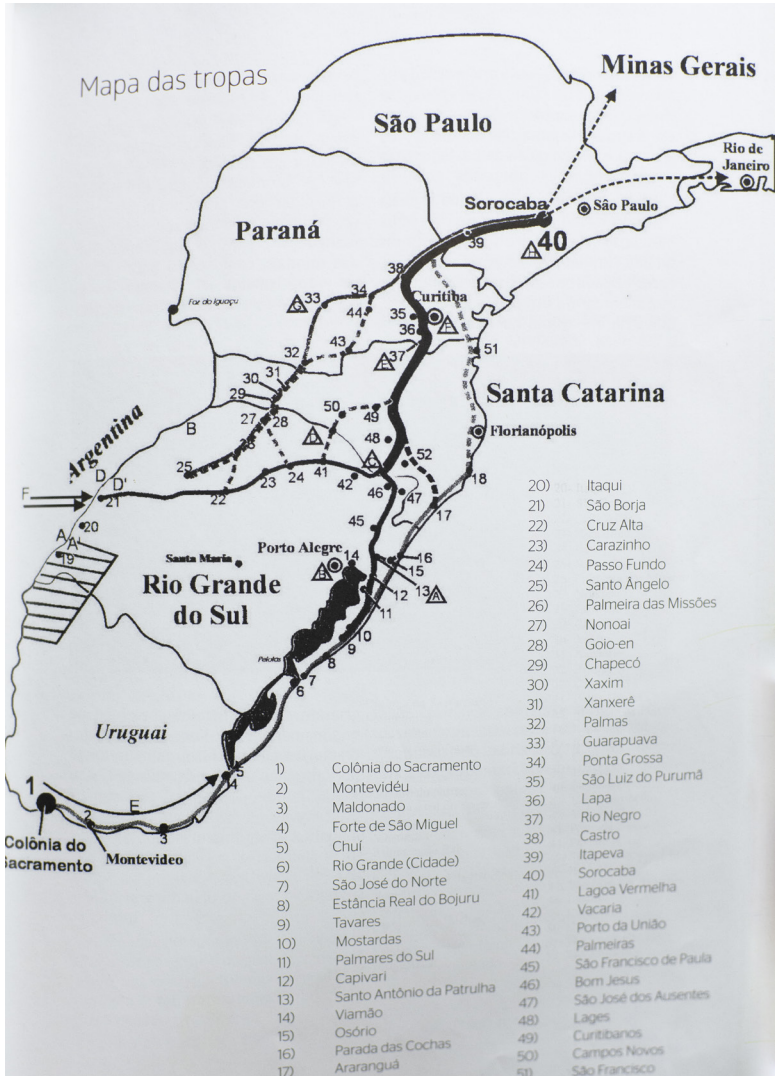 Mapa das tropas
Minas Gerais
São Paulo
Rio de
Janeiro
Sorocaba
São Paulo
40
39
H
Paraná
38
34
33
G
44
Curitiba
35
36
F
Foz do Iguaçu
43
32
37
E
51
31
30
29
28
27
50
49
Santa Catarina
Argentina
B
D
48
Florianópolis
25
C
52
D
D'
F
21
22
23
24
41
42
46
47
18
17
20
A
A'
19
45
Santa Maria
Porto Alegre
14
16
15
B
13
12
A
11
Rio Grande
do Sul
10
9
8
Pelotas
7
6
Uruguai
5
4
1
E
2
3
Colônia do
Sacramento
Montevideo
1) Colônia do Sacramento
2) Montevidéu
3) Maldonado
4) Forte de São Miguel
5) Chuí
6) Rio Grande (Cidade)
7) São José do Norte
8) Estância Real do Bojuru
9) Tavares
10) Mostardas
11) Palmares do Sul
12) Capivari
13) Santo Antônio da Patrulha
14) Viamão
15) Osório
16) Parada das Cochas
17) Araranguá
20) Itaqui
21) São Borja
22) Cruz Alta
23) Carazinho
24) Passo Fundo
25) Santo Ângelo
26) Palmeira das Missões
27) Nonoai
28) Goio-en
29) Chapecó
30) Xaxim
31) Xanxerê
32) Palmas
33) Guarapuava
34) Ponta Grossa
35) São Luiz do Purumã
36) Lapa
37) Rio Negro
38) Castro
39) Itapeva
40) Sorocaba
41) Lagoa Vermelha
42) Vacaria
43) Porto da União
44) Palmeiras
45) São Francisco de Paula
46) Bom Jesus
47) São José dos Ausentes
48) Lages
49) Curitibanos
50) Campos Novos
51) São Francisco